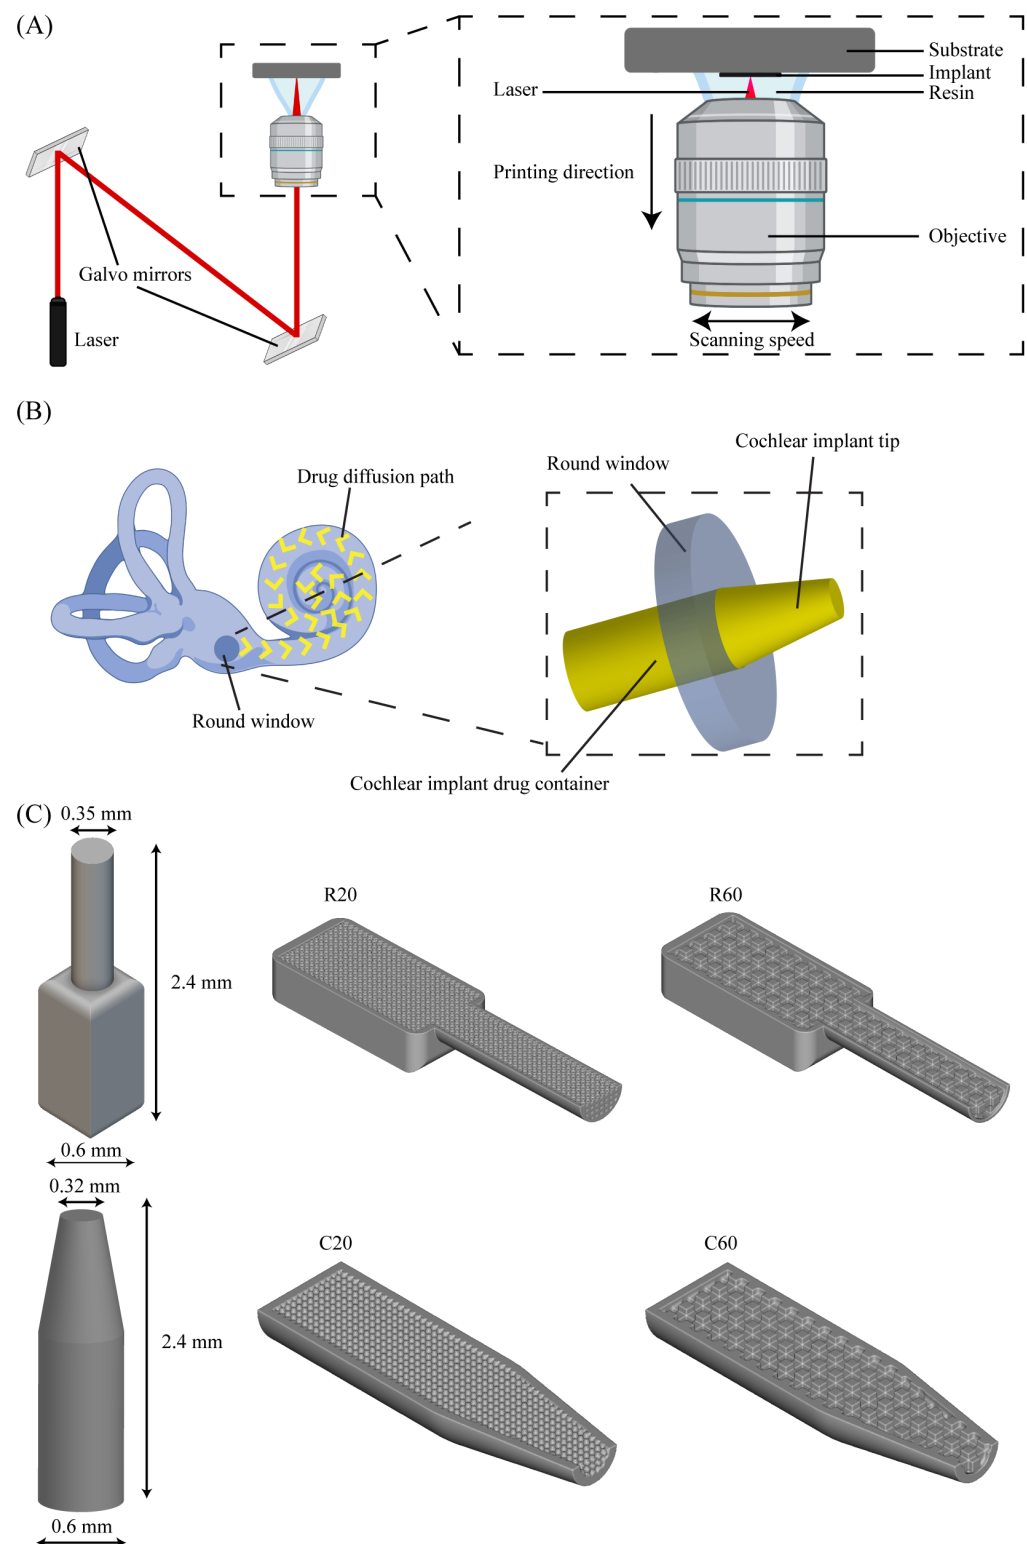 (A)
Substrate
Implant
Laser
Resin
Printing direction
Objective
Galvo mirrors
Laser
Scanning speed
(B)
Cochlear implant tip
Round window
Drug diffusion path
Round window
Cochlear implant drug container
(C)
0.35 mm
R20
R60
2.4 mm
0.6 mm
0.32 mm
C20
C60
2.4 mm
0.6 mm